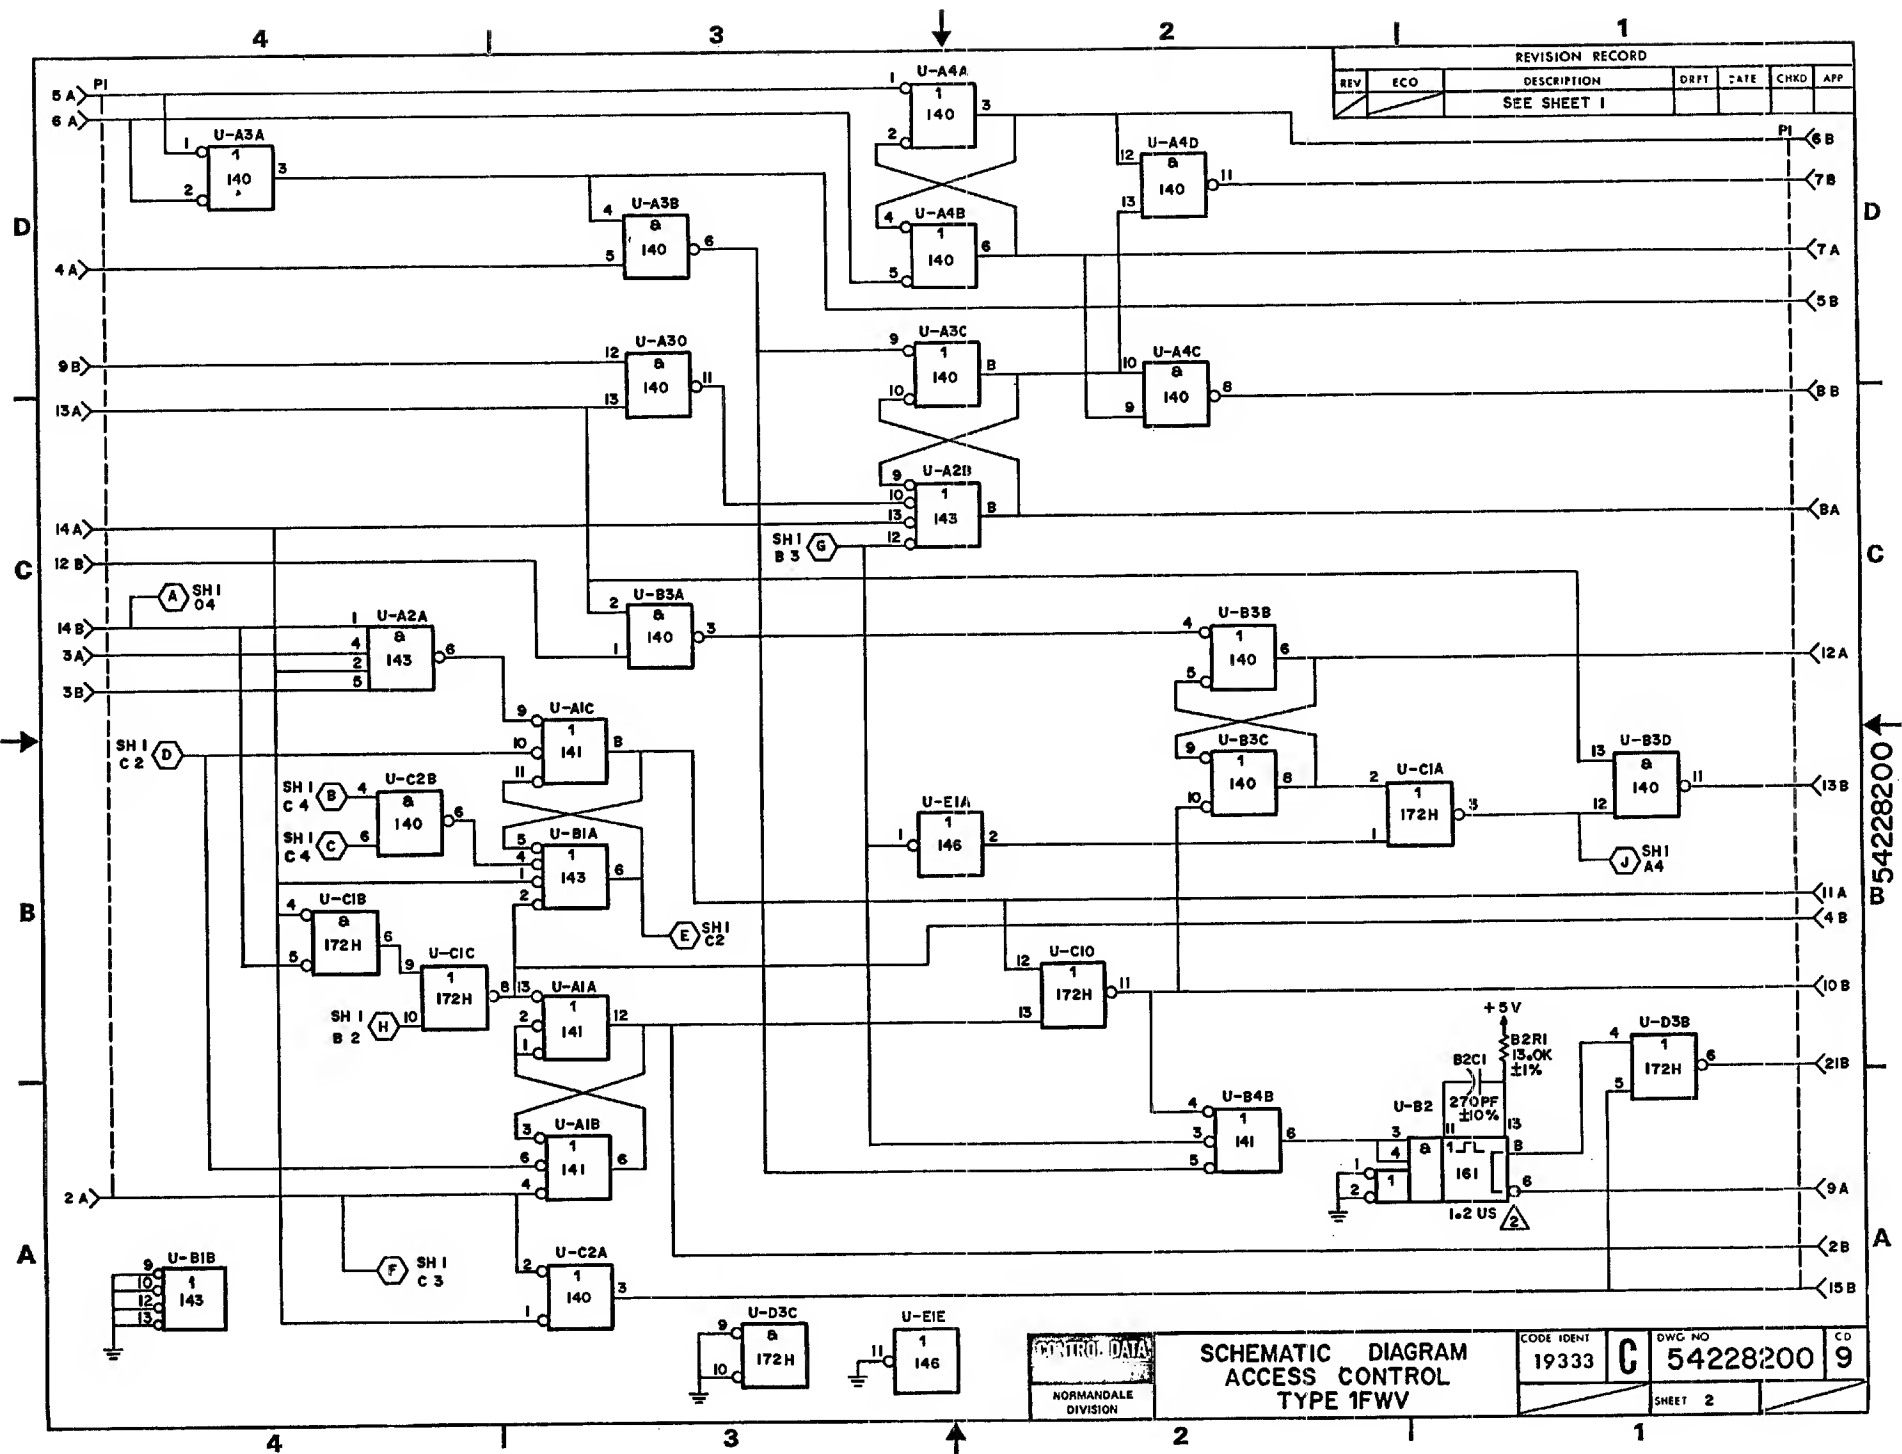 4 3 2 1
REVISION RECORD
REV ECO DESCRIPTION DRFT DATE CHKD APP
SEE SHEET 1
5A P1
6A
U-A3A
1
140
1
2
3
4A
U-A3B
&
140
4
5
6
U-A4A
1
140
1
2
3
U-A4B
1
140
4
5
6
U-A4D
&
140
12
13
11
P1
6B
7B
7A
5B
D
D
9B
13A
U-A3D
&
140
12
13
11
U-A3C
1
140
9
10
8
U-A4C
&
140
10
9
8
8B
U-A2B
1
143
9
10
13
12
8
8A
SH1
B3
G
14A
12B
C
C
A
SH1
D4
14B
3A
3B
U-A2A
&
143
1
4
2
5
6
U-B3A
&
140
2
1
3
U-B3B
1
140
4
5
6
12A
SH1
C2
D
U-A1C
1
141
9
10
11
8
U-B3C
1
140
9
10
8
U-C1A
1
172H
2
1
3
U-B3D
&
140
13
12
11
13B
SH1
C4
B
4
SH1
C4
C
6
U-C2B
&
140
6
U-B1A
1
143
5
4
1
2
6
U-E1A
1
146
1
2
J
SH1
A4
11A
4B
B
B
54228200
U-C1B
&
172H
4
5
6
E
SH1
C2
U-C1C
1
172H
9
10
8
SH1
B2
H
U-A1A
1
141
13
2
1
12
U-C1D
1
172H
12
13
11
10B
+5V
B2R1
13.0K
±1%
B2C1
270PF
±10%
U-D3B
1
172H
4
5
6
21B
U-A1B
1
141
3
6
4
6
U-B4B
1
141
4
3
5
6
U-B2
3
4
1
2
&
1
11
13
1
161
8
6
1.2 US
2
9A
2A
2B
15B
A
A
F
SH1
C3
U-C2A
1
140
2
1
3
U-B1B
1
143
9
10
12
13
U-D3C
&
172H
9
10
U-E1E
1
146
11
CONTROL DATA
NORMANDALE
DIVISION
SCHEMATIC DIAGRAM
ACCESS CONTROL
TYPE 1FWV
CODE IDENT
19333
C
DWG NO
54228200
CD
9
SHEET 2
4 3 2 1